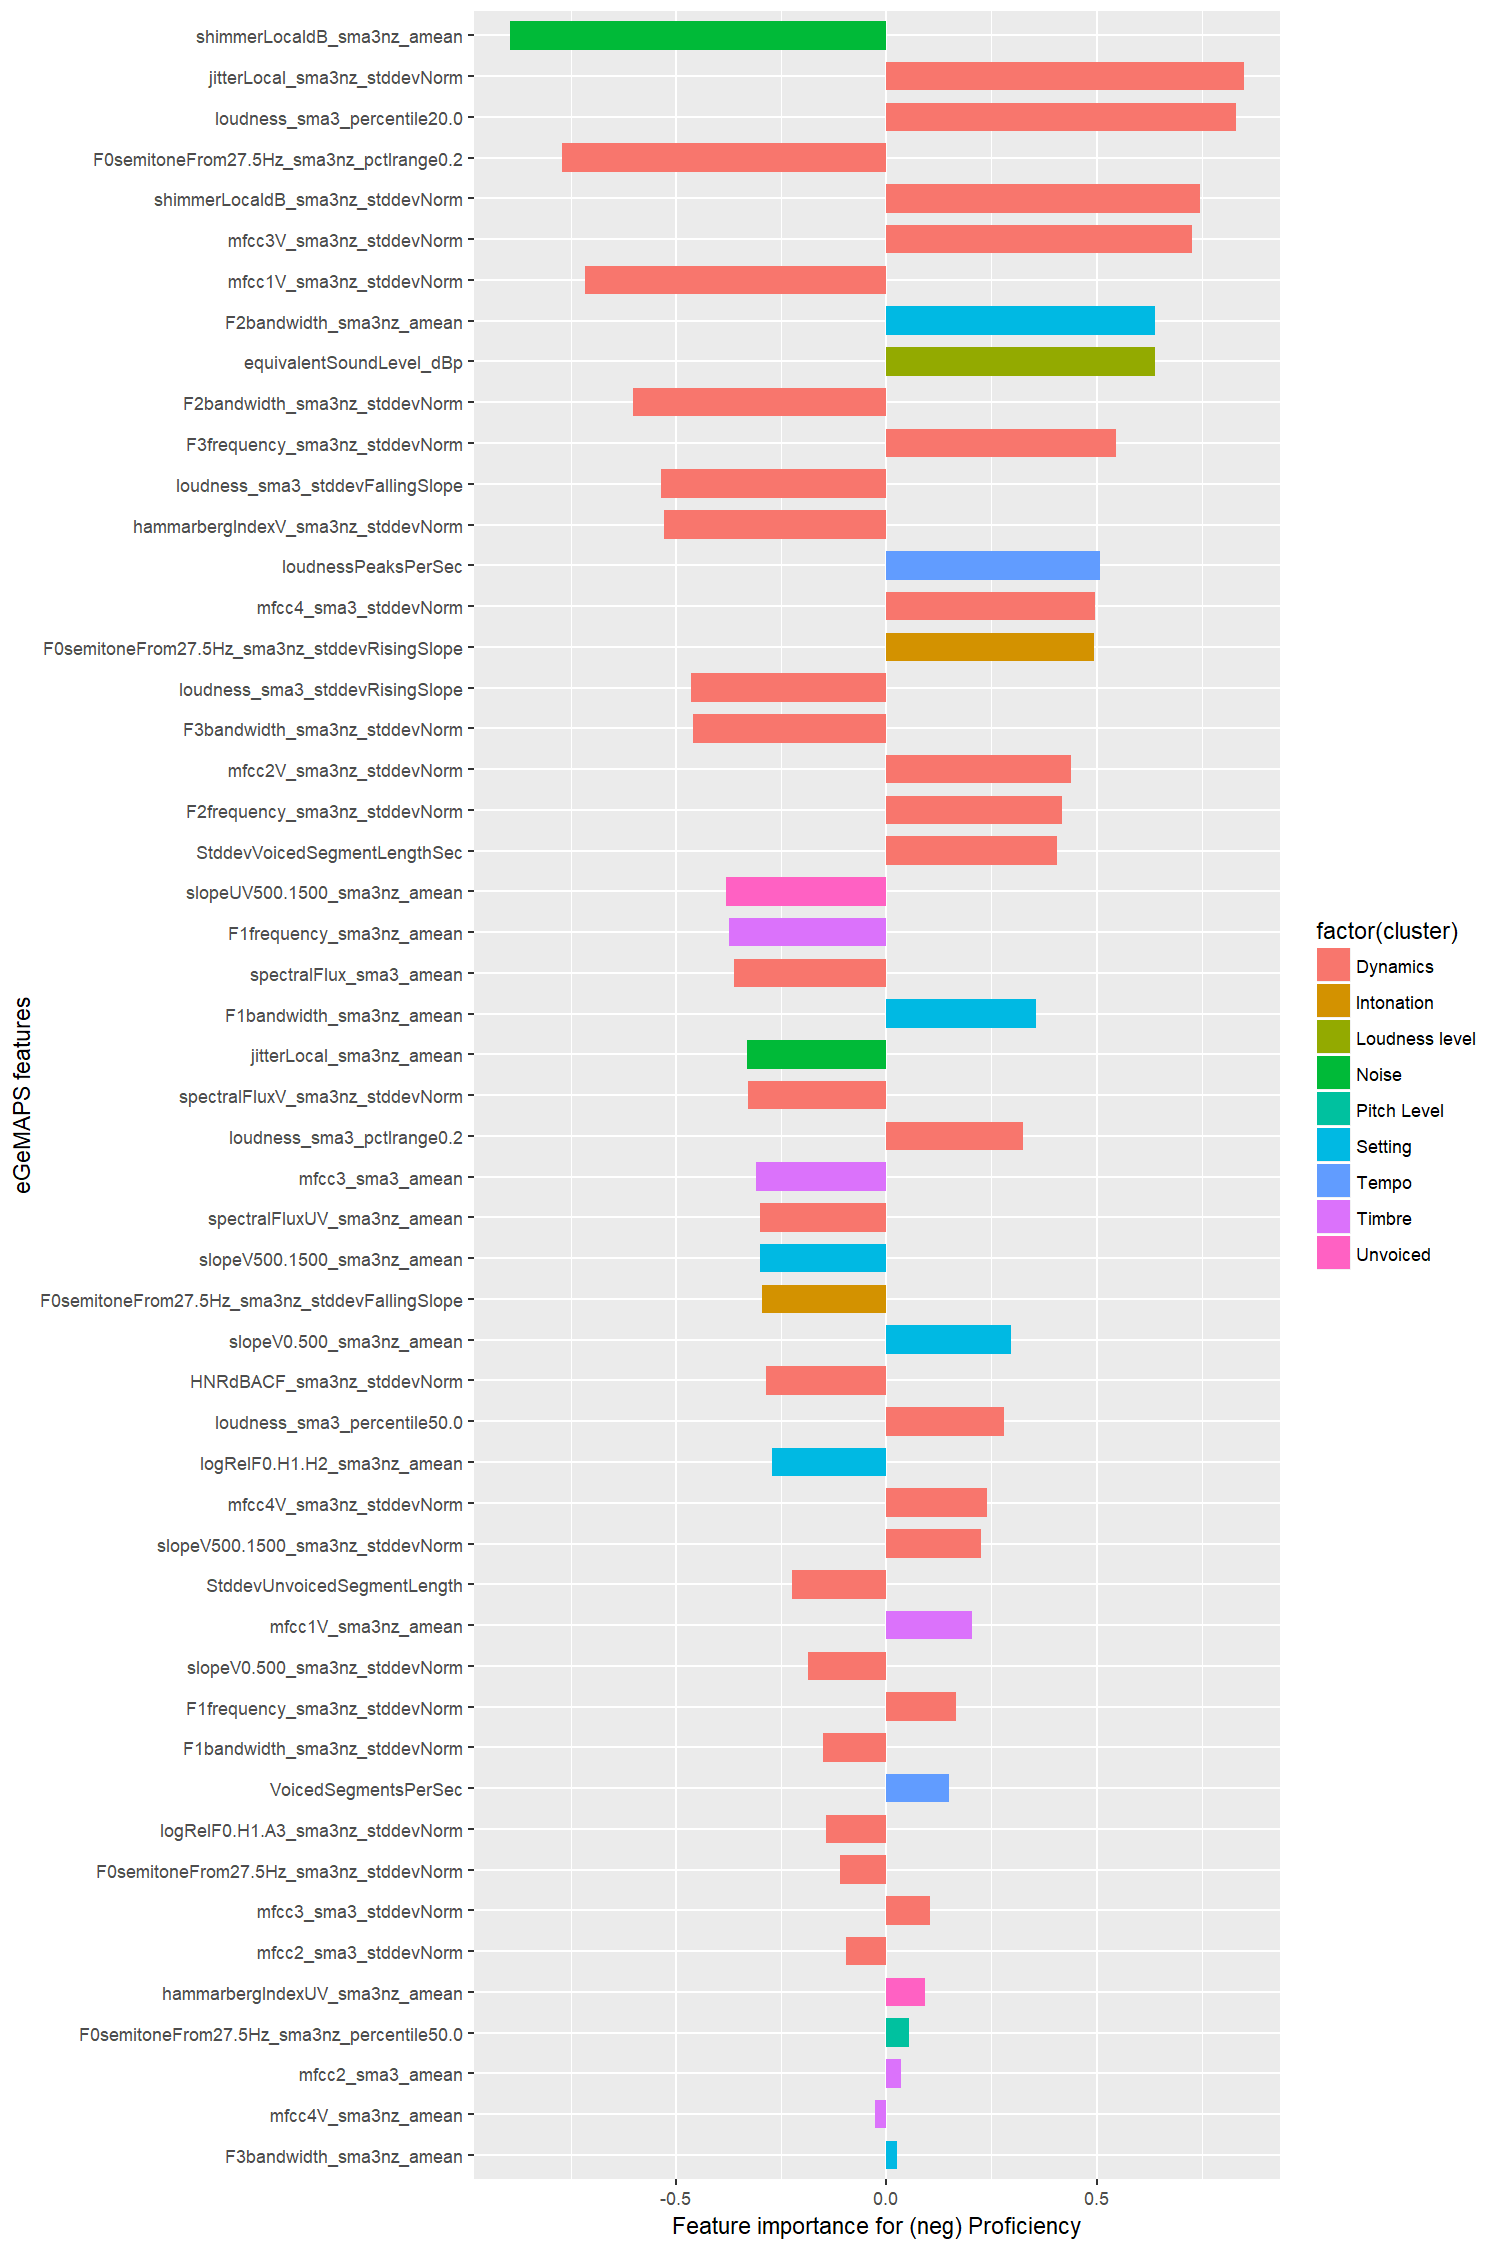 shimmerLocaldB_sma3nz_amean
jitterLocal_sma3nz_stddevNorm
loudness_sma3_percentile20.0
F0semitoneFrom27.5Hz_sma3nz_pctlrange0.2
shimmerLocaldB_sma3nz_stddevNorm
mfcc3V_sma3nz_stddevNorm
mfcc1V_sma3nz_stddevNorm
F2bandwidth_sma3nz_amean
equivalentSoundLevel_dBp
F2bandwidth_sma3nz_stddevNorm
F3frequency_sma3nz_stddevNorm
loudness_sma3_stddevFallingSlope
hammarbergIndexV_sma3nz_stddevNorm
loudnessPeaksPerSec
mfcc4_sma3_stddevNorm
F0semitoneFrom27.5Hz_sma3nz_stddevRisingSlope
loudness_sma3_stddevRisingSlope
F3bandwidth_sma3nz_stddevNorm
mfcc2V_sma3nz_stddevNorm
F2frequency_sma3nz_stddevNorm
StddevVoicedSegmentLengthSec
slopeUV500.1500_sma3nz_amean
F1frequency_sma3nz_amean
spectralFlux_sma3_amean
F1bandwidth_sma3nz_amean
jitterLocal_sma3nz_amean
spectralFluxV_sma3nz_stddevNorm
loudness_sma3_pctlrange0.2
mfcc3_sma3_amean
spectralFluxUV_sma3nz_amean
slopeV500.1500_sma3nz_amean
F0semitoneFrom27.5Hz_sma3nz_stddevFallingSlope
slopeV0.500_sma3nz_amean
HNRdBACF_sma3nz_stddevNorm
loudness_sma3_percentile50.0
logRelF0.H1.H2_sma3nz_amean
mfcc4V_sma3nz_stddevNorm
slopeV500.1500_sma3nz_stddevNorm
StddevUnvoicedSegmentLength
mfcc1V_sma3nz_amean
slopeV0.500_sma3nz_stddevNorm
F1frequency_sma3nz_stddevNorm
F1bandwidth_sma3nz_stddevNorm
VoicedSegmentsPerSec
logRelF0.H1.A3_sma3nz_stddevNorm
F0semitoneFrom27.5Hz_sma3nz_stddevNorm
mfcc3_sma3_stddevNorm
mfcc2_sma3_stddevNorm
hammarbergIndexUV_sma3nz_amean
F0semitoneFrom27.5Hz_sma3nz_percentile50.0
mfcc2_sma3_amean
mfcc4V_sma3nz_amean
F3bandwidth_sma3nz_amean
eGeMAPS features
-0.5 0.0 0.5
Feature importance for (neg) Proficiency
factor(cluster)
Dynamics
Intonation
Loudness level
Noise
Pitch Level
Setting
Tempo
Timbre
Unvoiced